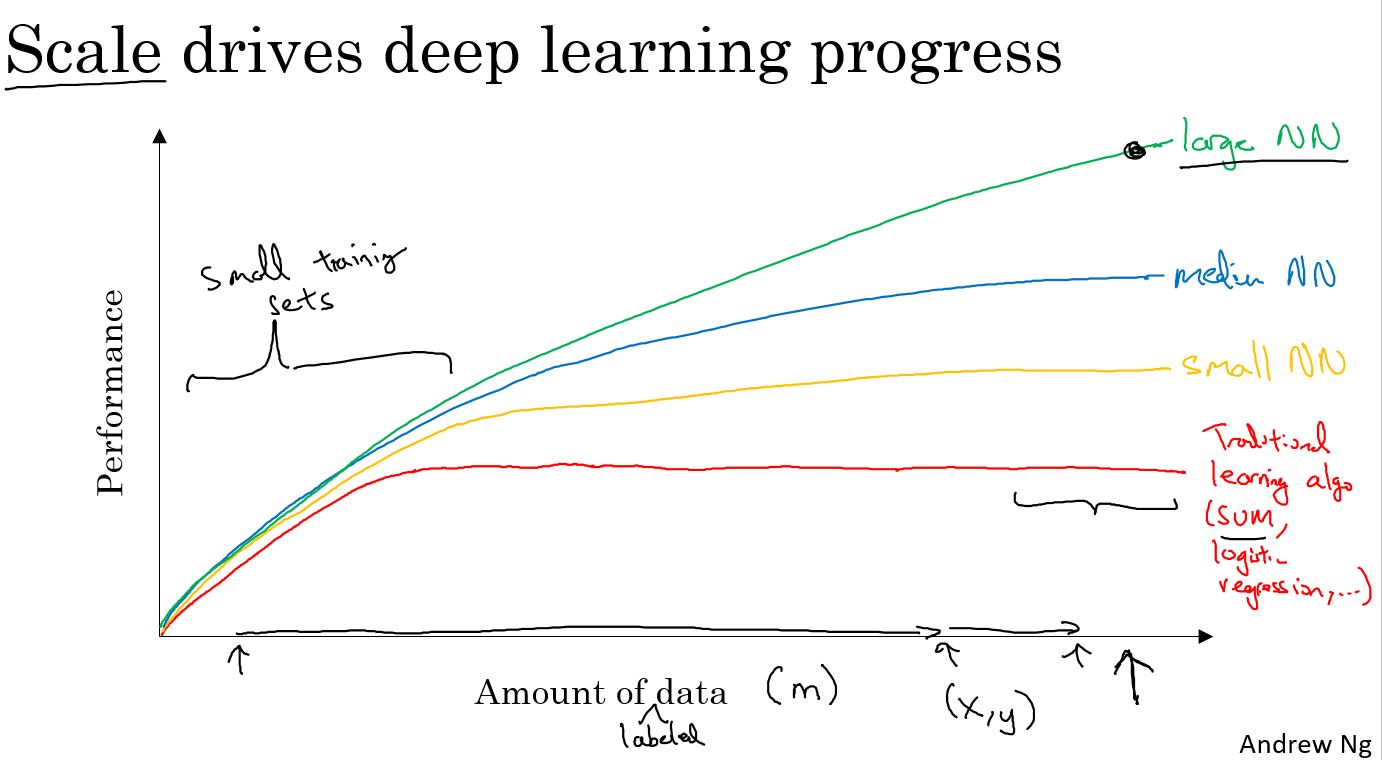 Scale drives deep learning progress
large NN
small training
sets
medium NN
small NN
Traditional
learning algo
(SVM,
logistic
regression,...)
Performance
Amount of data (m)
labeled
(x,y)
Andrew Ng